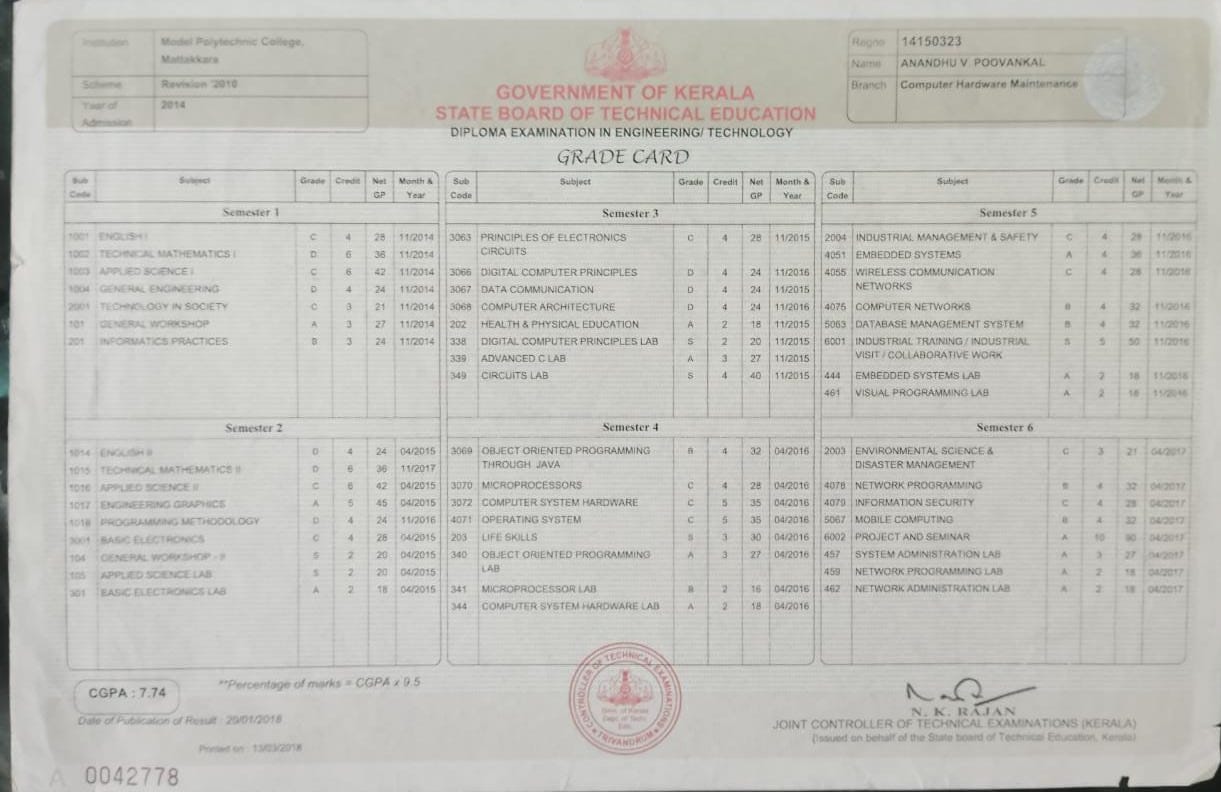 Institution Model Polytechnic College,
Mattakkara
Scheme Revision '2010
Year of 2014
Admission
Regno 14150323
Name ANANDHU V. POOVANKAL
Branch Computer Hardware Maintenance
GOVERNMENT OF KERALA
STATE BOARD OF TECHNICAL EDUCATION
DIPLOMA EXAMINATION IN ENGINEERING/ TECHNOLOGY
GRADE CARD
Sub Code Subject Grade Credit Net GP Month & Year
Semester 1
1001 ENGLISH I C 4 28 11/2014
1002 TECHNICAL MATHEMATICS I D 6 36 11/2014
1003 APPLIED SCIENCE I C 6 42 11/2014
1004 GENERAL ENGINEERING D 4 24 11/2014
2001 TECHNOLOGY IN SOCIETY C 3 21 11/2014
101 GENERAL WORKSHOP A 3 27 11/2014
201 INFORMATICS PRACTICES B 3 24 11/2014
Semester 2
1014 ENGLISH II D 4 24 04/2015
1015 TECHNICAL MATHEMATICS II D 6 36 11/2017
1016 APPLIED SCIENCE II C 6 42 04/2015
1017 ENGINEERING GRAPHICS A 5 45 04/2015
1018 PROGRAMMING METHODOLOGY D 4 24 11/2016
3001 BASIC ELECTRONICS C 4 28 04/2015
104 GENERAL WORKSHOP - II S 2 20 04/2015
105 APPLIED SCIENCE LAB S 2 20 04/2015
301 BASIC ELECTRONICS LAB A 2 18 04/2015
Sub Code Subject Grade Credit Net GP Month & Year
Semester 3
3063 PRINCIPLES OF ELECTRONICS C 4 28 11/2015
CIRCUITS
3066 DIGITAL COMPUTER PRINCIPLES D 4 24 11/2016
3067 DATA COMMUNICATION D 4 24 11/2015
3068 COMPUTER ARCHITECTURE D 4 24 11/2016
202 HEALTH & PHYSICAL EDUCATION A 2 18 11/2015
338 DIGITAL COMPUTER PRINCIPLES LAB S 2 20 11/2015
339 ADVANCED C LAB A 3 27 11/2015
349 CIRCUITS LAB S 4 40 11/2015
Semester 4
3069 OBJECT ORIENTED PROGRAMMING B 4 32 04/2016
THROUGH JAVA
3070 MICROPROCESSORS C 4 28 04/2016
3072 COMPUTER SYSTEM HARDWARE C 5 35 04/2016
4071 OPERATING SYSTEM C 5 35 04/2016
203 LIFE SKILLS S 3 30 04/2016
340 OBJECT ORIENTED PROGRAMMING A 3 27 04/2016
LAB
341 MICROPROCESSOR LAB B 2 16 04/2016
344 COMPUTER SYSTEM HARDWARE LAB A 2 18 04/2016
Sub Code Subject Grade Credit Net GP Month & Year
Semester 5
2004 INDUSTRIAL MANAGEMENT & SAFETY C 4 28 11/2016
4051 EMBEDDED SYSTEMS A 4 36 11/2016
4055 WIRELESS COMMUNICATION C 4 28 11/2016
NETWORKS
4075 COMPUTER NETWORKS B 4 32 11/2016
5063 DATABASE MANAGEMENT SYSTEM B 4 32 11/2016
6001 INDUSTRIAL TRAINING / INDUSTRIAL S 5 50 11/2016
VISIT / COLLABORATIVE WORK
444 EMBEDDED SYSTEMS LAB A 2 18 11/2016
461 VISUAL PROGRAMMING LAB A 2 18 11/2016
Semester 6
2003 ENVIRONMENTAL SCIENCE & C 3 21 04/2017
DISASTER MANAGEMENT
4078 NETWORK PROGRAMMING B 4 32 04/2017
4079 INFORMATION SECURITY C 4 28 04/2017
5067 MOBILE COMPUTING B 4 32 04/2017
6002 PROJECT AND SEMINAR A 10 90 04/2017
457 SYSTEM ADMINISTRATION LAB A 3 27 04/2017
459 NETWORK PROGRAMMING LAB A 2 18 04/2017
462 NETWORK ADMINISTRATION LAB A 2 18 04/2017
CGPA : 7.74
**Percentage of marks = CGPA x 9.5
Date of Publication of Result : 20/01/2018
Printed on : 13/03/2018
A 0042778
CONTROLLER OF TECHNICAL EXAMINATIONS
Govt. of Kerala
Dept. of Tech.
Edn.
TRIVANDRUM
N. K. RAJAN
JOINT CONTROLLER OF TECHNICAL EXAMINATIONS (KERALA)
(Issued on behalf of the State board of Technical Education, Kerala)